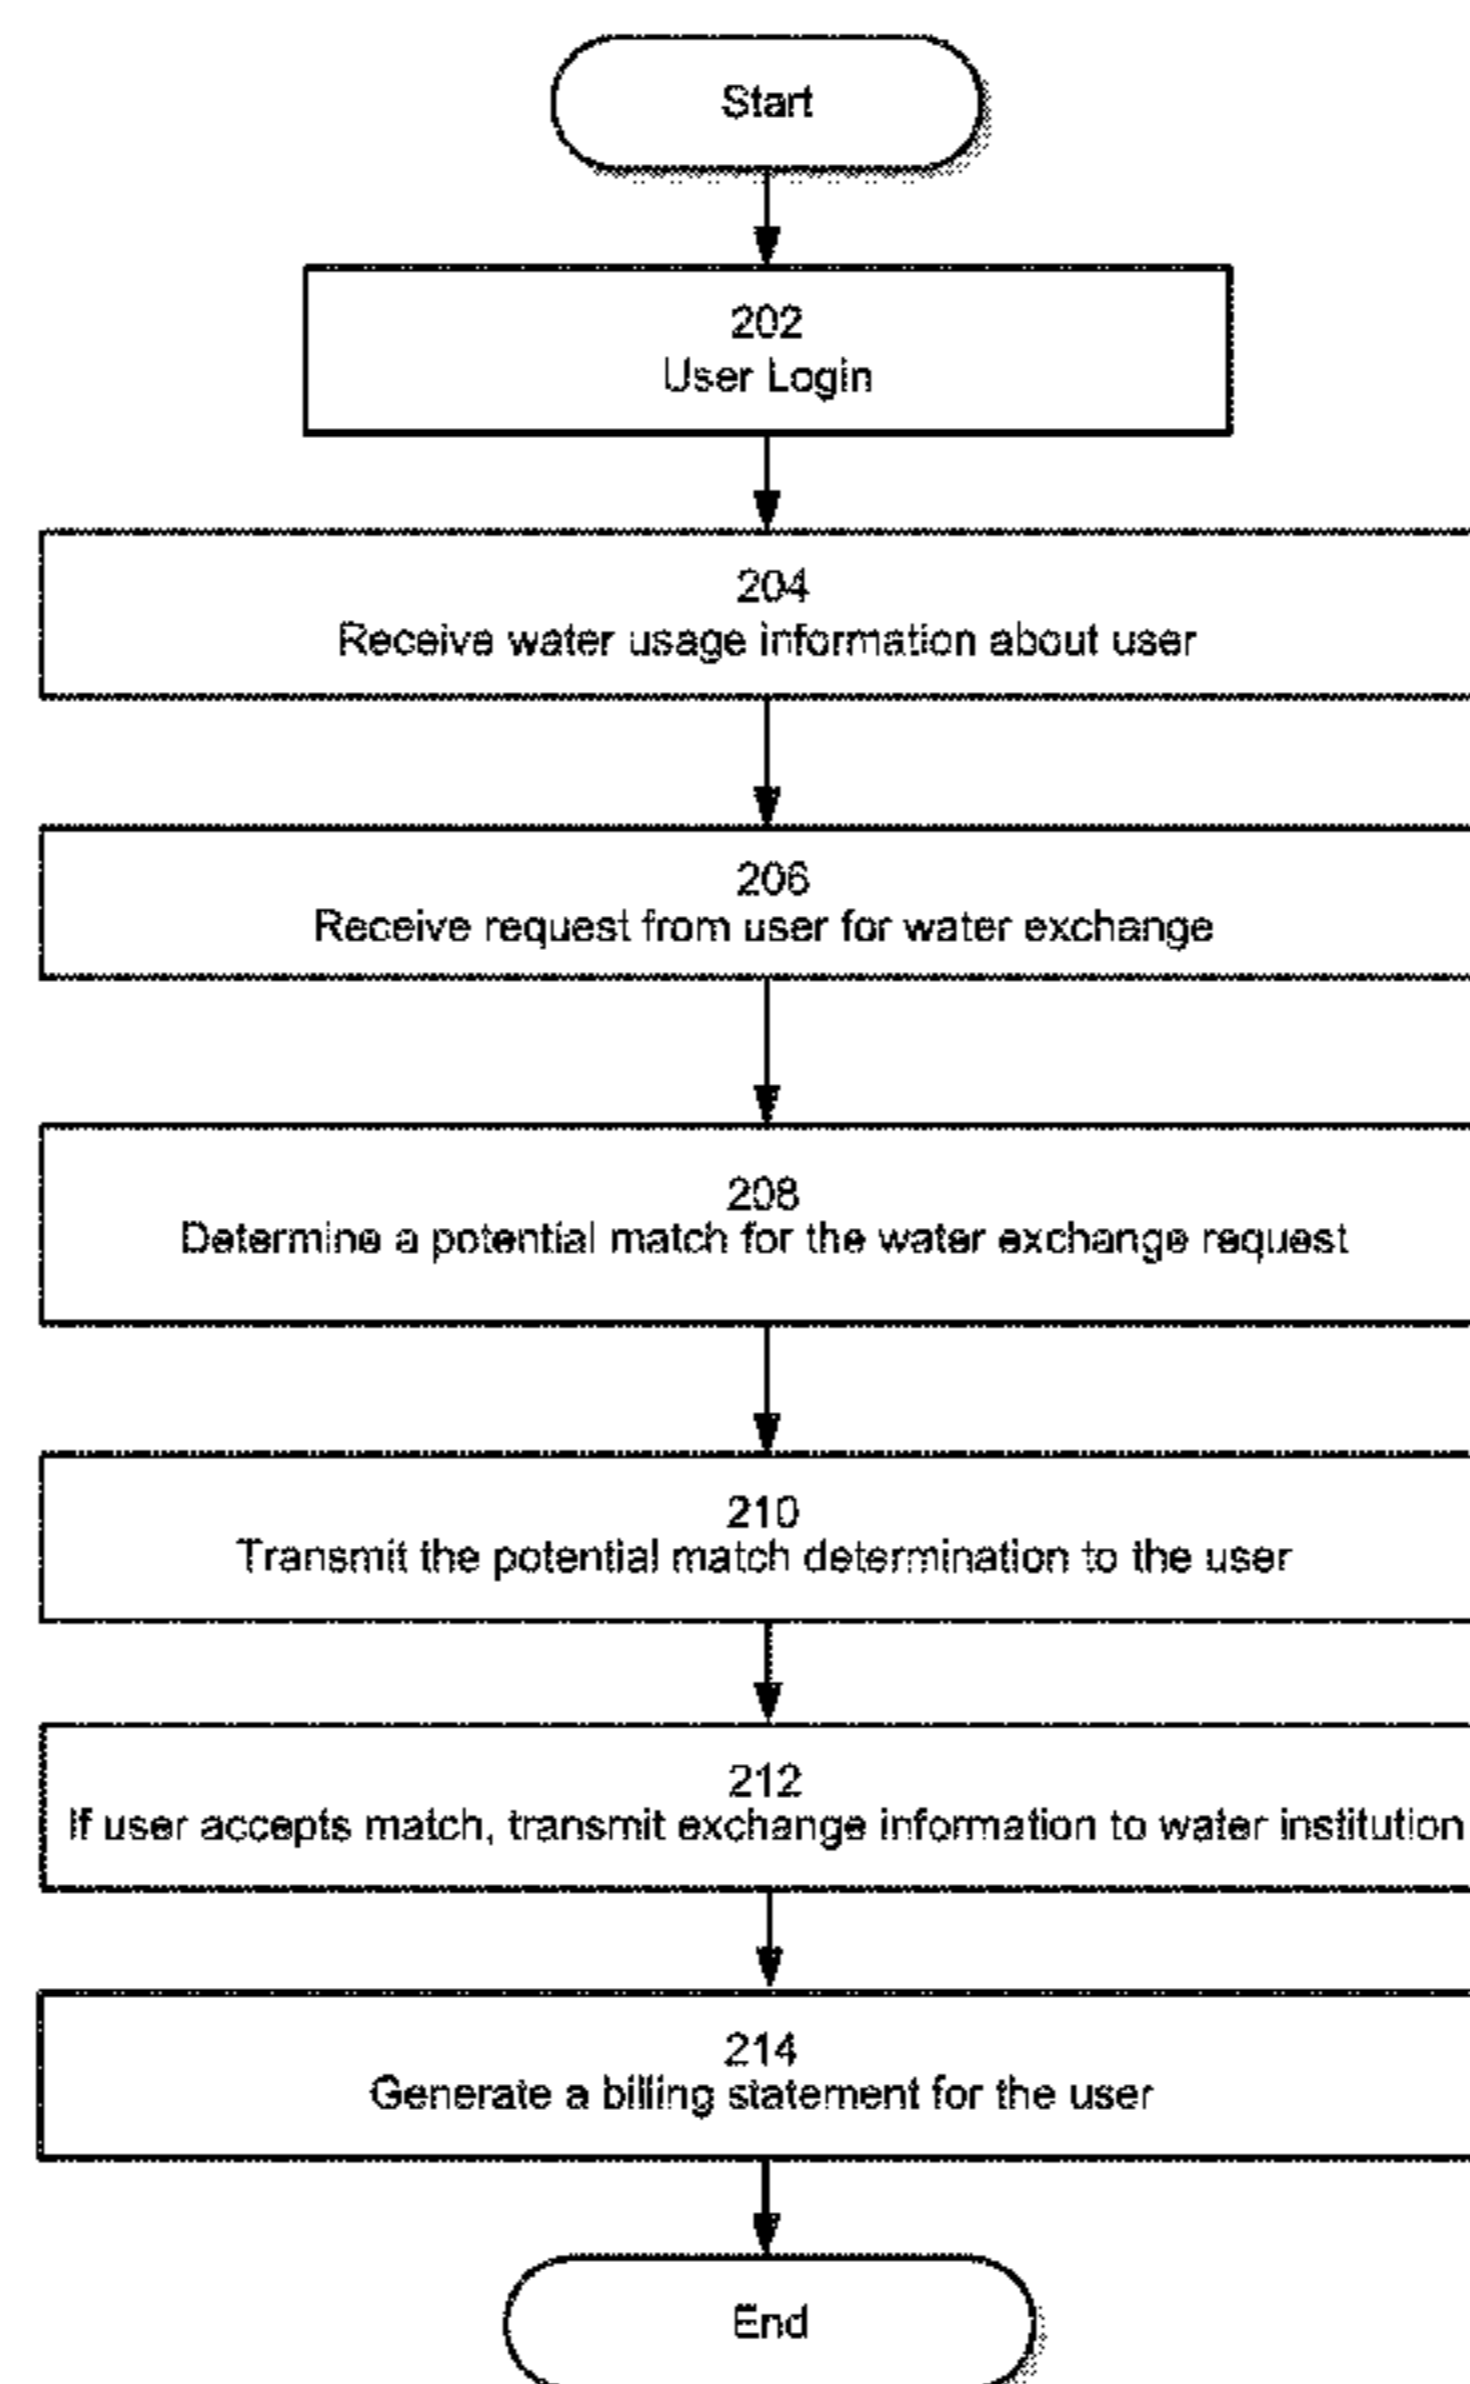 Start
202
User Login
204
Receive water usage information about user
206
Receive request from user for water exchange
208
Determine a potential match for the water exchange request
210
Transmit the potential match determination to the user
212
If user accepts match, transmit exchange information to water institution
214
Generate a billing statement for the user
End